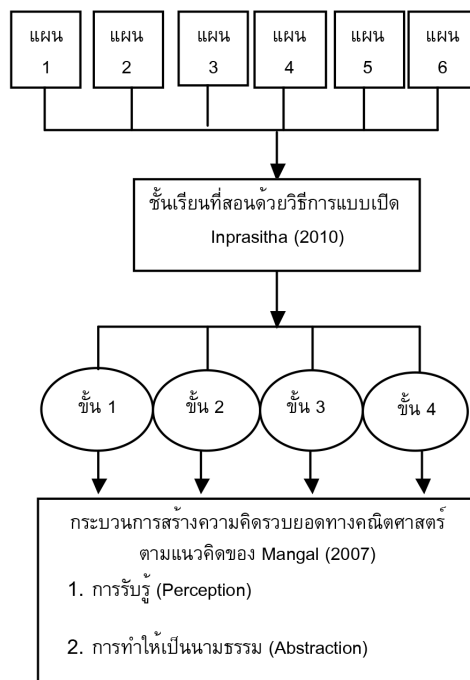 แผน แผน แผน แผน แผน แผน
1 2 3 4 5 6
ชั้นเรียนที่สอนด้วยวิธีการแบบเปิด
Inprasitha (2010)
ขั้น 1 ขั้น 2 ขั้น 3 ขั้น 4
กระบวนการสร้างความคิดรวบยอดทางคณิตศาสตร์
ตามแนวคิดของ Mangal (2007)
1. การรับรู้ (Perception)
2. การทำให้เป็นนามธรรม (Abstraction)